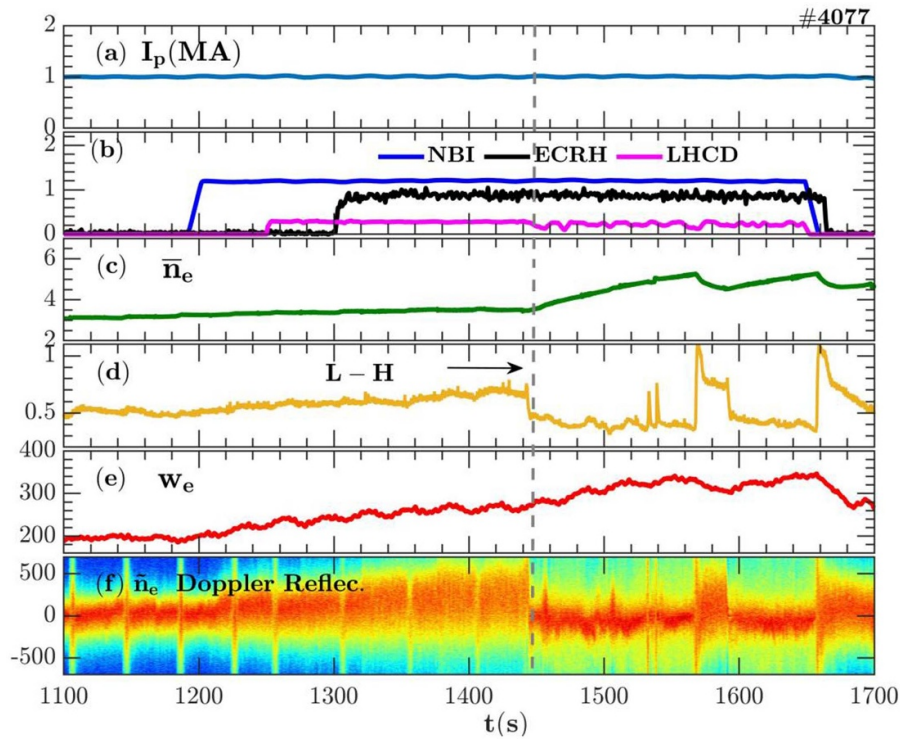 #4077
2
(a) Ip(MA)
1
0
2
(b)
NBI ECRH LHCD
1
0
6
(c) n̅e
4
2
1
(d) L – H
0.5
400
(e) we
300
200
500
(f) ñe Doppler Reflec.
0
-500
1100 1200 1300 1400 1500 1600 1700
t(s)